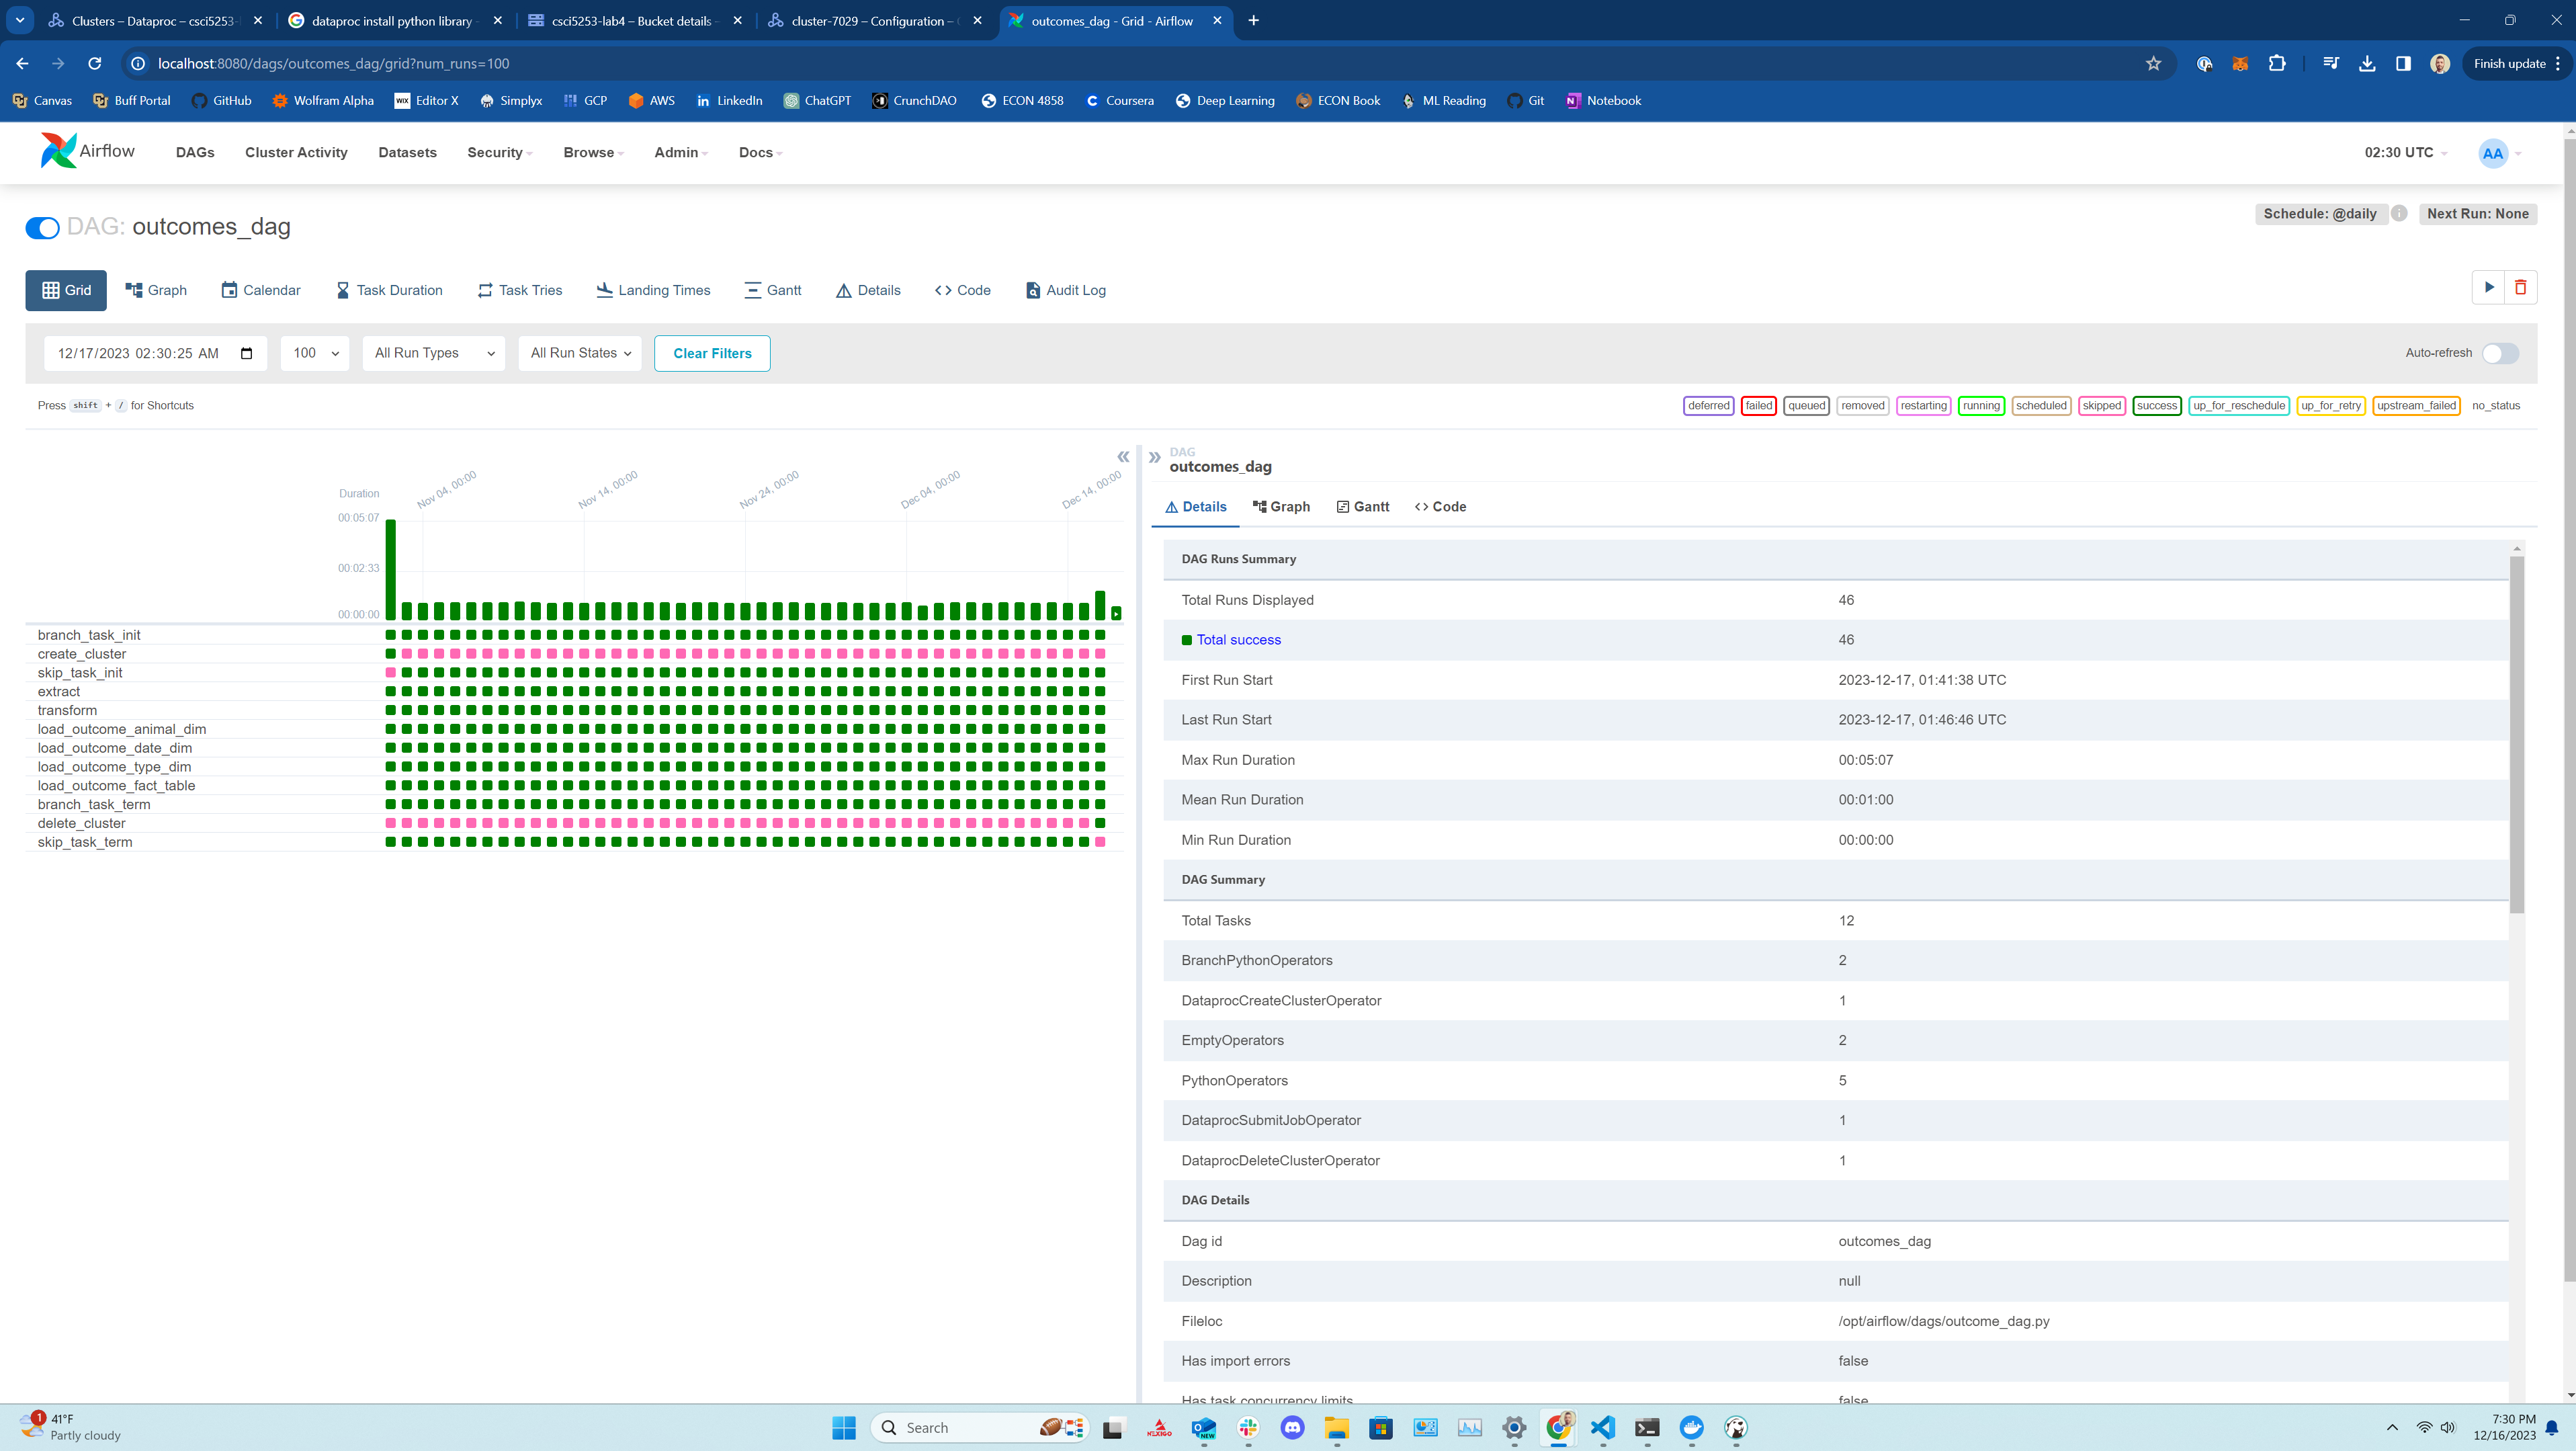 Clusters – Dataproc – csci5253-l
dataproc install python library -
csci5253-lab4 – Bucket details -
cluster-7029 – Configuration –
outcomes_dag - Grid - Airflow
localhost:8080/dags/outcomes_dag/grid?num_runs=100
Finish update
Canvas Buff Portal GitHub Wolfram Alpha Editor X Simplyx GCP AWS LinkedIn ChatGPT CrunchDAO ECON 4858 Coursera Deep Learning ECON Book ML Reading Git Notebook
Airflow DAGs Cluster Activity Datasets Security Browse Admin Docs 02:30 UTC AA
DAG: outcomes_dag
Schedule: @daily Next Run: None
Grid Graph Calendar Task Duration Task Tries Landing Times Gantt Details Code Audit Log
12/17/2023 02:30:25 AM 100 All Run Types All Run States Clear Filters Auto-refresh
Press shift + / for Shortcuts
deferred failed queued removed restarting running scheduled skipped success up_for_reschedule up_for_retry upstream_failed no_status
Duration
Nov 04, 00:00 Nov 14, 00:00 Nov 24, 00:00 Dec 04, 00:00 Dec 14, 00:00
00:05:07
00:02:33
00:00:00
branch_task_init
create_cluster
skip_task_init
extract
transform
load_outcome_animal_dim
load_outcome_date_dim
load_outcome_type_dim
load_outcome_fact_table
branch_task_term
delete_cluster
skip_task_term
DAG
outcomes_dag
Details Graph Gantt Code
DAG Runs Summary
Total Runs Displayed 46
Total success 46
First Run Start 2023-12-17, 01:41:38 UTC
Last Run Start 2023-12-17, 01:46:46 UTC
Max Run Duration 00:05:07
Mean Run Duration 00:01:00
Min Run Duration 00:00:00
DAG Summary
Total Tasks 12
BranchPythonOperators 2
DataprocCreateClusterOperator 1
EmptyOperators 2
PythonOperators 5
DataprocSubmitJobOperator 1
DataprocDeleteClusterOperator 1
DAG Details
Dag id outcomes_dag
Description null
Fileloc /opt/airflow/dags/outcome_dag.py
Has import errors false
Has task concurrency limits false
1
41°F
Partly cloudy
Search
NEXIGO
NEW
7:30 PM
12/16/2023